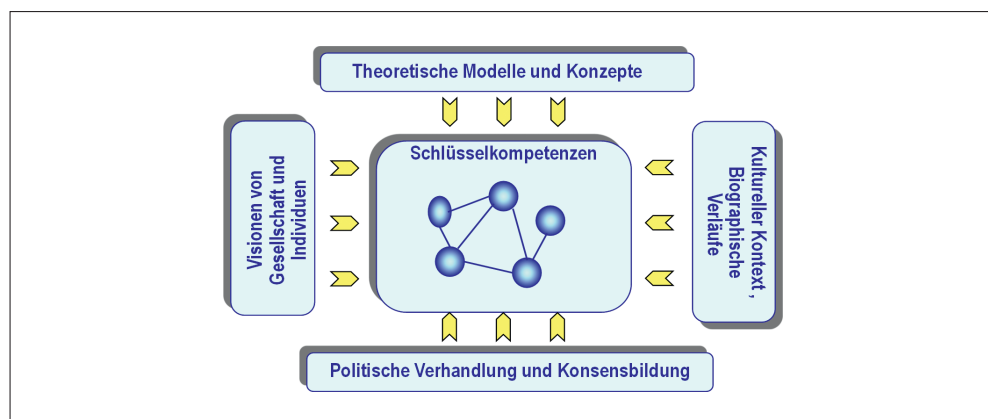 Theoretische Modelle und Konzepte
Visionen von
Gesellschaft und
Individuen
Schlüsselkompetenzen
Kultureller Kontext ,
Biographische
Verläufe
Politische Verhandlung und Konsensbildung